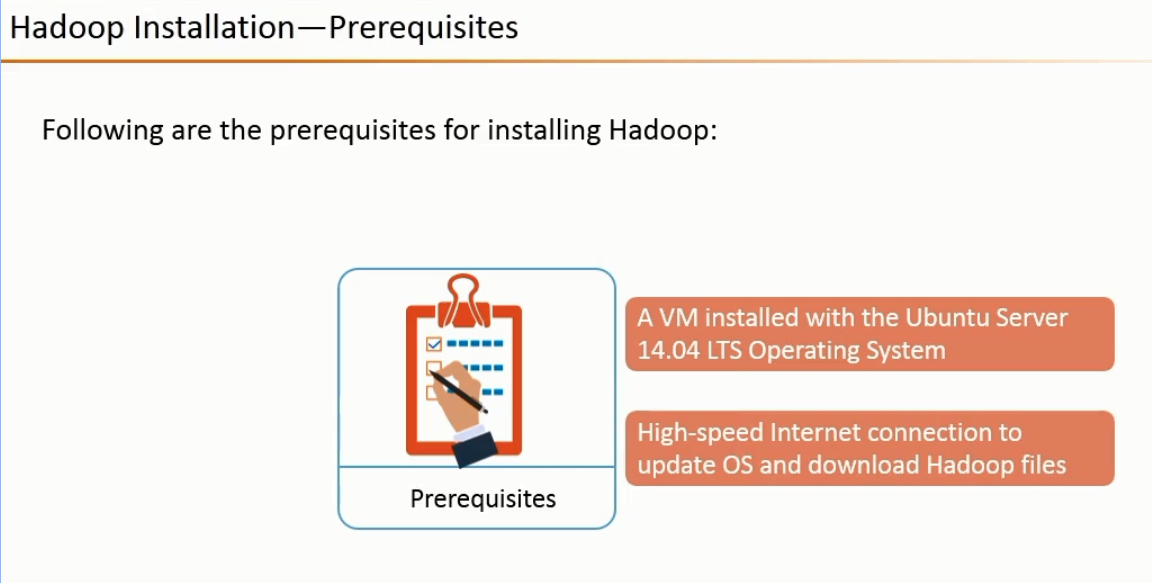 Hadoop Installation—Prerequisites
Following are the prerequisites for installing Hadoop:
A VM installed with the Ubuntu Server
14.04 LTS Operating System
High-speed Internet connection to
update OS and download Hadoop files
Prerequisites